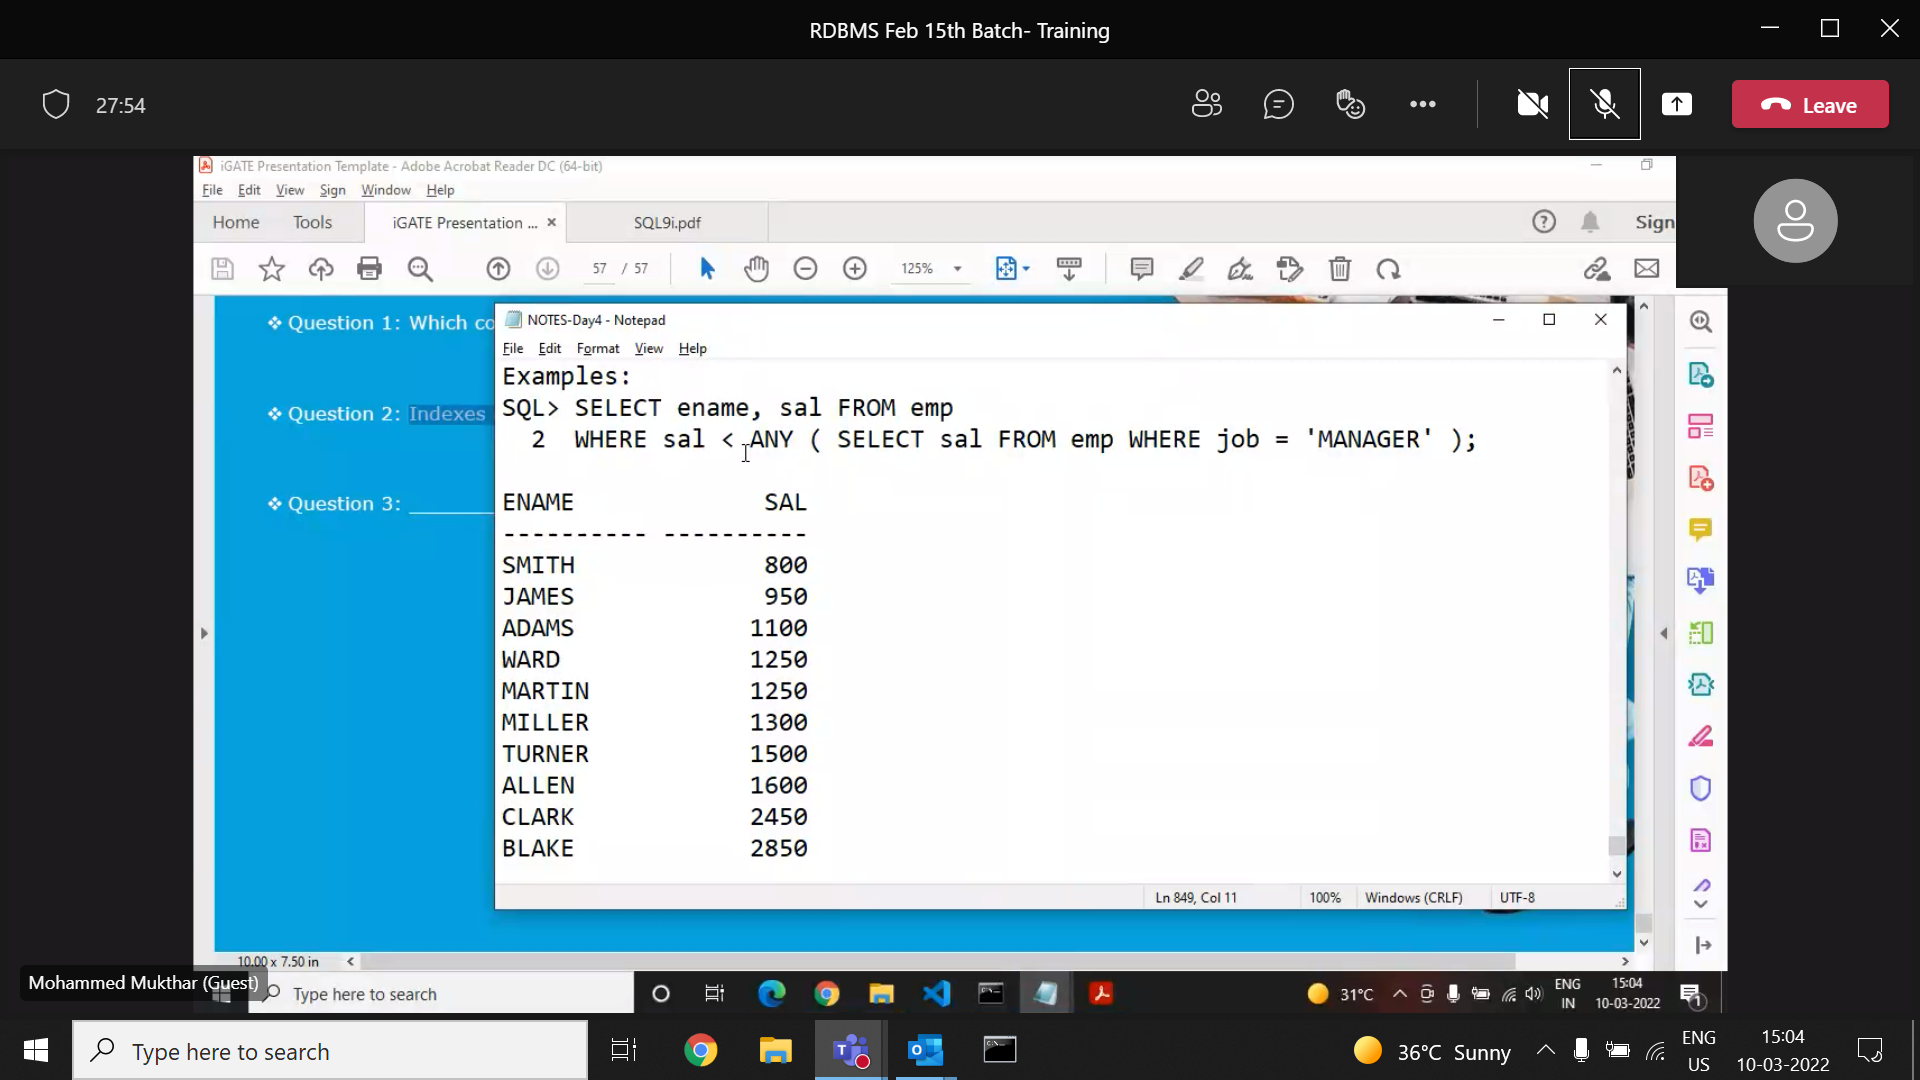 RDBMS Feb 15th Batch- Training
27:54
Leave
iGATE Presentation Template - Adobe Acrobat Reader DC (64-bit)
File Edit View Sign Window Help
Home Tools iGATE Presentation ... × SQL9i.pdf Sign
57 / 57 125%
❖ Question 1: Which co
❖ Question 2: Indexes
❖ Question 3: ________
NOTES-Day4 - Notepad
File Edit Format View Help
Examples:
SQL> SELECT ename, sal FROM emp
2 WHERE sal < ANY ( SELECT sal FROM emp WHERE job = 'MANAGER' );
ENAME SAL
---------- ----------
SMITH 800
JAMES 950
ADAMS 1100
WARD 1250
MARTIN 1250
MILLER 1300
TURNER 1500
ALLEN 1600
CLARK 2450
BLAKE 2850
Ln 849, Col 11 100% Windows (CRLF) UTF-8
10.00 x 7.50 in
Mohammed Mukthar (Guest)
Type here to search
31°C
ENG
IN
15:04
10-03-2022
1
Type here to search
36°C Sunny
ENG
US
15:04
10-03-2022